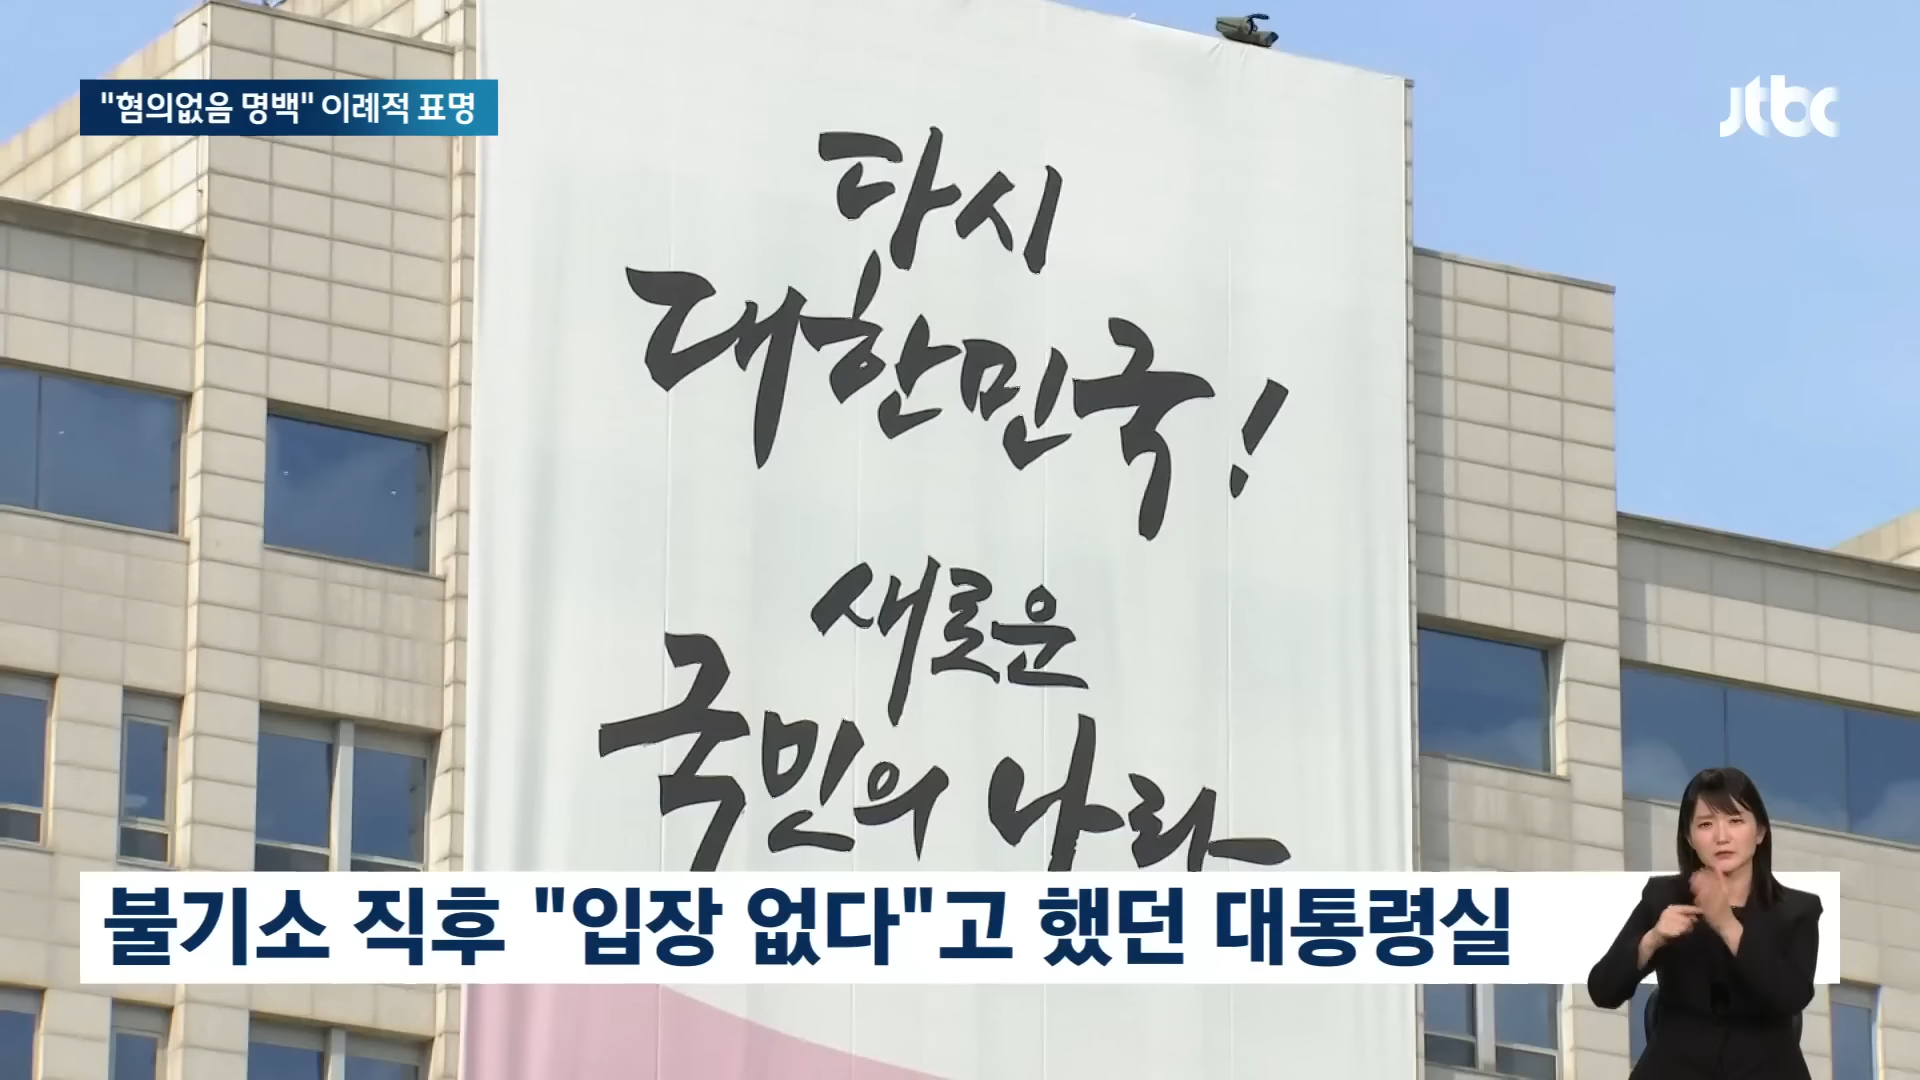 "혐의없음 명백" 이례적 표명
jtbc
다시
대한민국!
새로운
국민의 나라
불기소 직후 "입장 없다"고 했던 대통령실